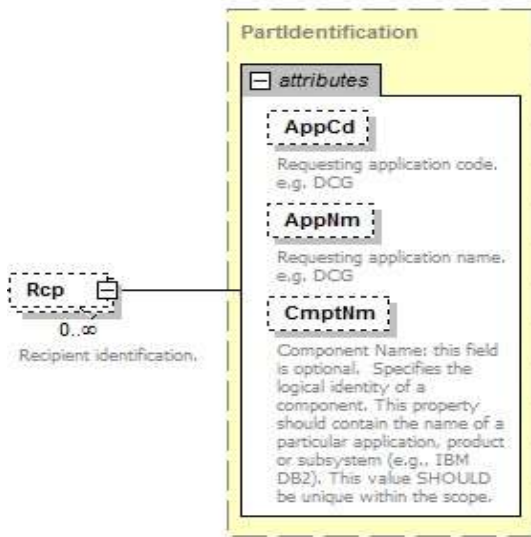 PartIdentification
attributes
AppCd
Requesting application code.
e.g. DCG
AppNm
Requesting application name.
e.g. DCG
Rcp
0..∞
Recipient identification.
CmptNm
Component Name: this field
is optional.  Specifies the
logical identity of a
component. This property
should contain the name of a
particular application, product
or subsystem (e.g., IBM
DB2). This value SHOULD
be unique within the scope.